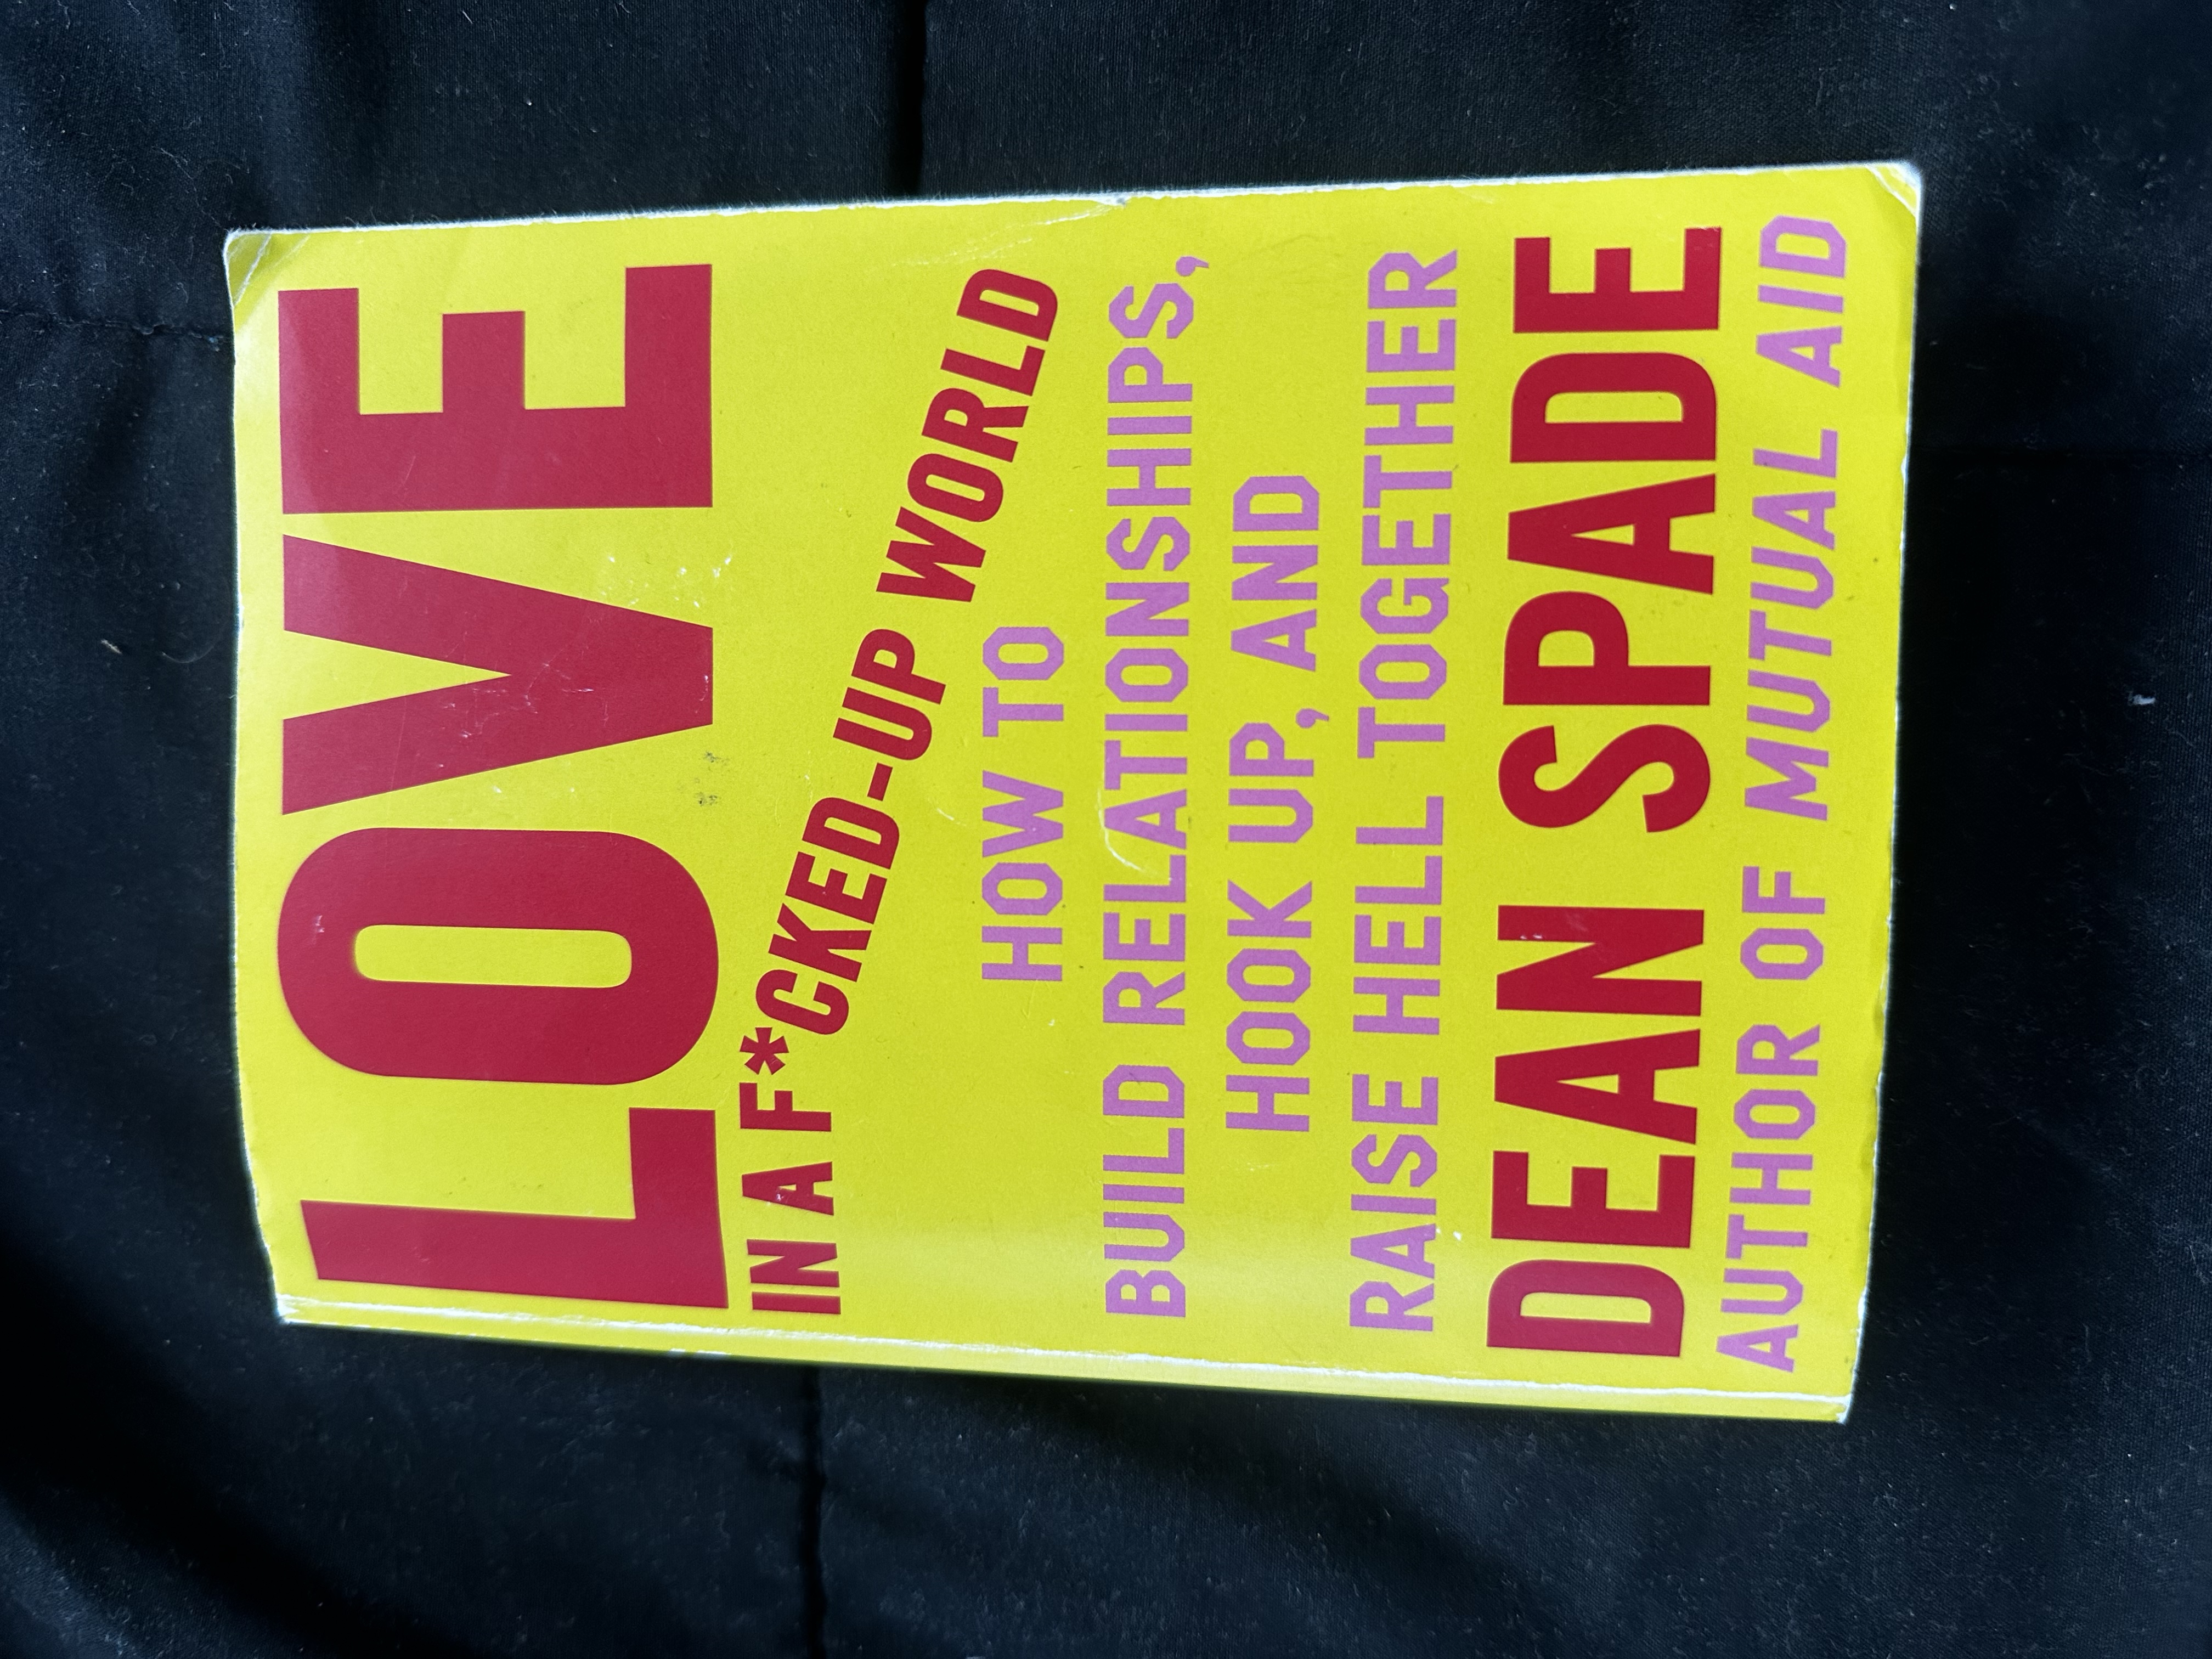 LOVE
IN A F*CKED-UP WORLD
HOW TO
BUILD RELATIONSHIPS,
HOOK UP, AND
RAISE HELL TOGETHER
DEAN SPADE
AUTHOR OF MUTUAL AID